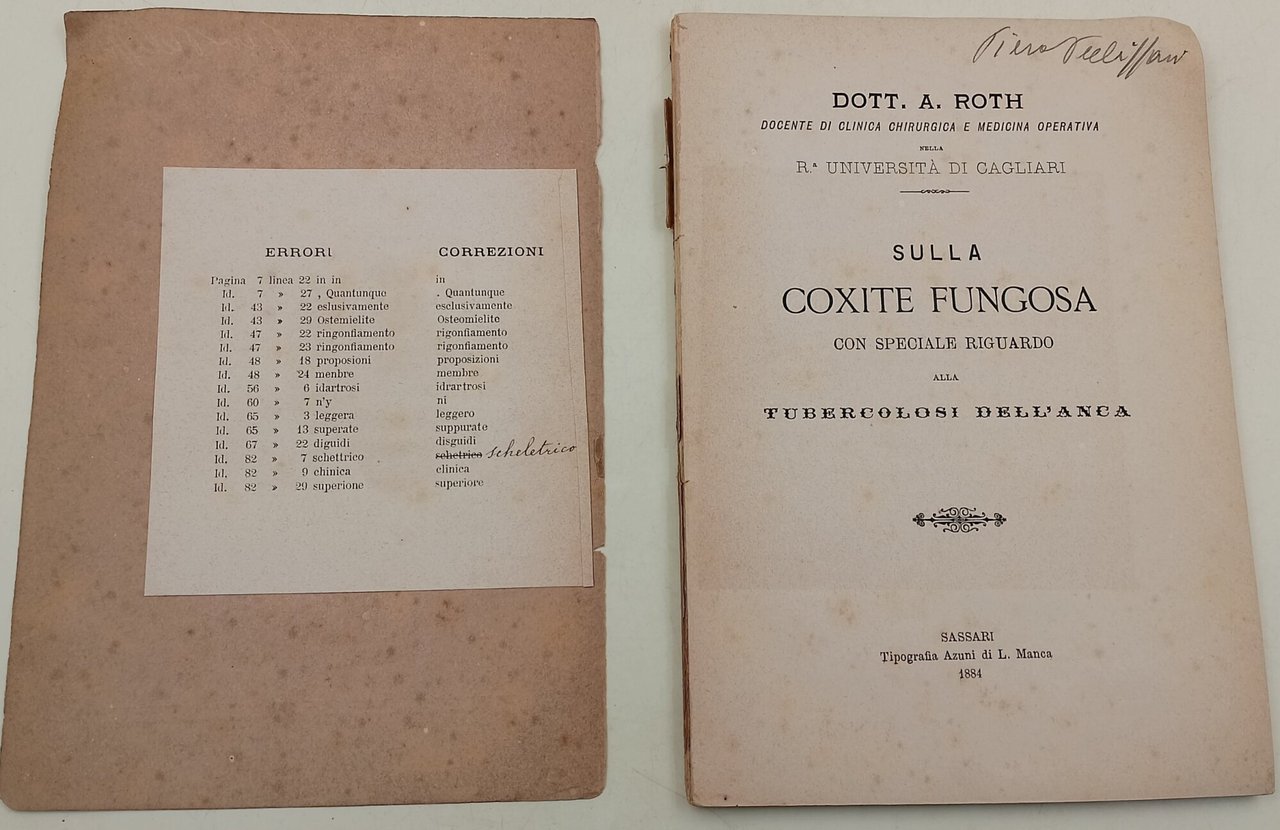 ERRORI CORREZIONI
Pagina 7 linea 22 in in in
Id. 7 » 27 , Quantunque . Quantunque
Id. 43 » 22 eslusivamente esclusivamente
Id. 43 » 29 Ostemielite Osteomielite
Id. 47 » 22 ringonfiamento rigonfiamento
Id. 47 » 23 ringonfiamento rigonfiamento
Id. 48 » 18 proposioni proposizioni
Id. 48 » 24 menbre membre
Id. 56 » 6 idartrosi idrartrosi
Id. 60 » 7 n'y ni
Id. 65 » 3 leggera leggero
Id. 65 » 13 superate suppurate
Id. 67 » 22 diguidi disguidi
Id. 82 » 7 schettrico schetrico scheletrico
Id. 82 » 9 chinica clinica
Id. 82 » 29 superione superiore
Piero
DOTT. A. ROTH
DOCENTE DI CLINICA CHIRURGICA E MEDICINA OPERATIVA
NELLA
R.ª UNIVERSITÀ DI CAGLIARI
SULLA
COXITE FUNGOSA
CON SPECIALE RIGUARDO
ALLA
TUBERCOLOSI DELL'ANCA
SASSARI
Tipografia Azuni di L. Manca
1884